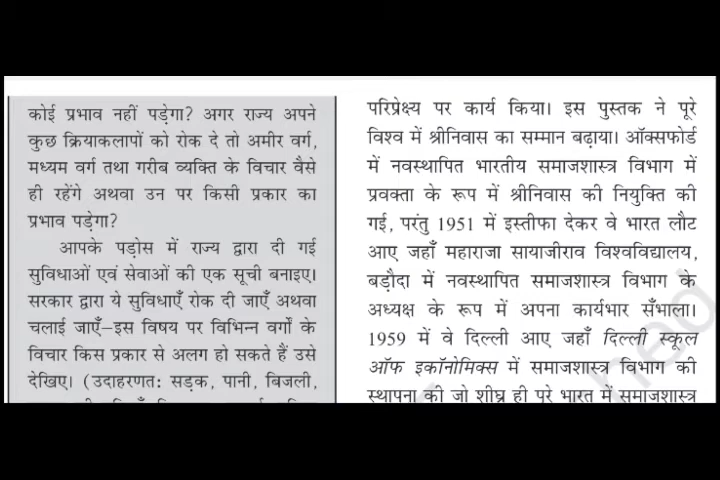 कोई प्रभाव नहीं पड़ेगा? अगर राज्य अपने
कुछ क्रियाकलापों को रोक दे तो अमीर वर्ग,
मध्यम वर्ग तथा गरीब व्यक्ति के विचार वैसे
ही रहेंगे अथवा उन पर किसी प्रकार का
प्रभाव पड़ेगा?
आपके पड़ोस में राज्य द्वारा दी गई
सुविधाओं एवं सेवाओं की एक सूची बनाइए।
सरकार द्वारा ये सुविधाएँ रोक दी जाएँ अथवा
चलाई जाएँ–इस विषय पर विभिन्न वर्गों के
विचार किस प्रकार से अलग हो सकते हैं उसे
देखिए। (उदाहरणत: सड़क, पानी, बिजली,
परिप्रेक्ष्य पर कार्य किया। इस पुस्तक ने पूरे
विश्व में श्रीनिवास का सम्मान बढ़ाया। ऑक्सफोर्ड
में नवस्थापित भारतीय समाजशास्त्र विभाग में
प्रवक्ता के रूप में श्रीनिवास की नियुक्ति की
गई, परंतु 1951 में इस्तीफा देकर वे भारत लौट
आए जहाँ महाराजा सायाजीराव विश्वविद्यालय,
बड़ौदा में नवस्थापित समाजशास्त्र विभाग के
अध्यक्ष के रूप में अपना कार्यभार सँभाला।
1959 में वे दिल्ली आए जहाँ दिल्ली स्कूल
ऑफ इकॉनोमिक्स में समाजशास्त्र विभाग की
स्थापना की जो शीघ्र ही पूरे भारत में समाजशास्त्र